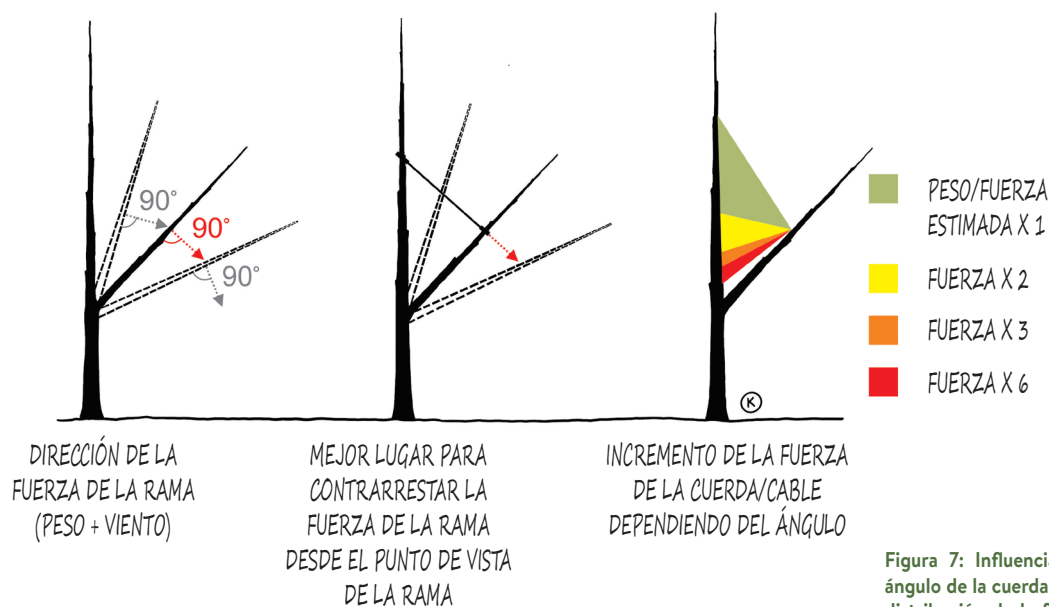 90°
90°
90°
DIRECCIÓN DE LA
FUERZA DE LA RAMA
(PESO + VIENTO)
MEJOR LUGAR PARA
CONTRARRESTAR LA
FUERZA DE LA RAMA
DESDE EL PUNTO DE VISTA
DE LA RAMA
K
INCREMENTO DE LA FUERZA
DE LA CUERDA/CABLE
DEPENDIENDO DEL ÁNGULO
PESO/FUERZA
ESTIMADA X 1
FUERZA X 2
FUERZA X 3
FUERZA X 6
Figura 7: Influencia
ángulo de la cuerda